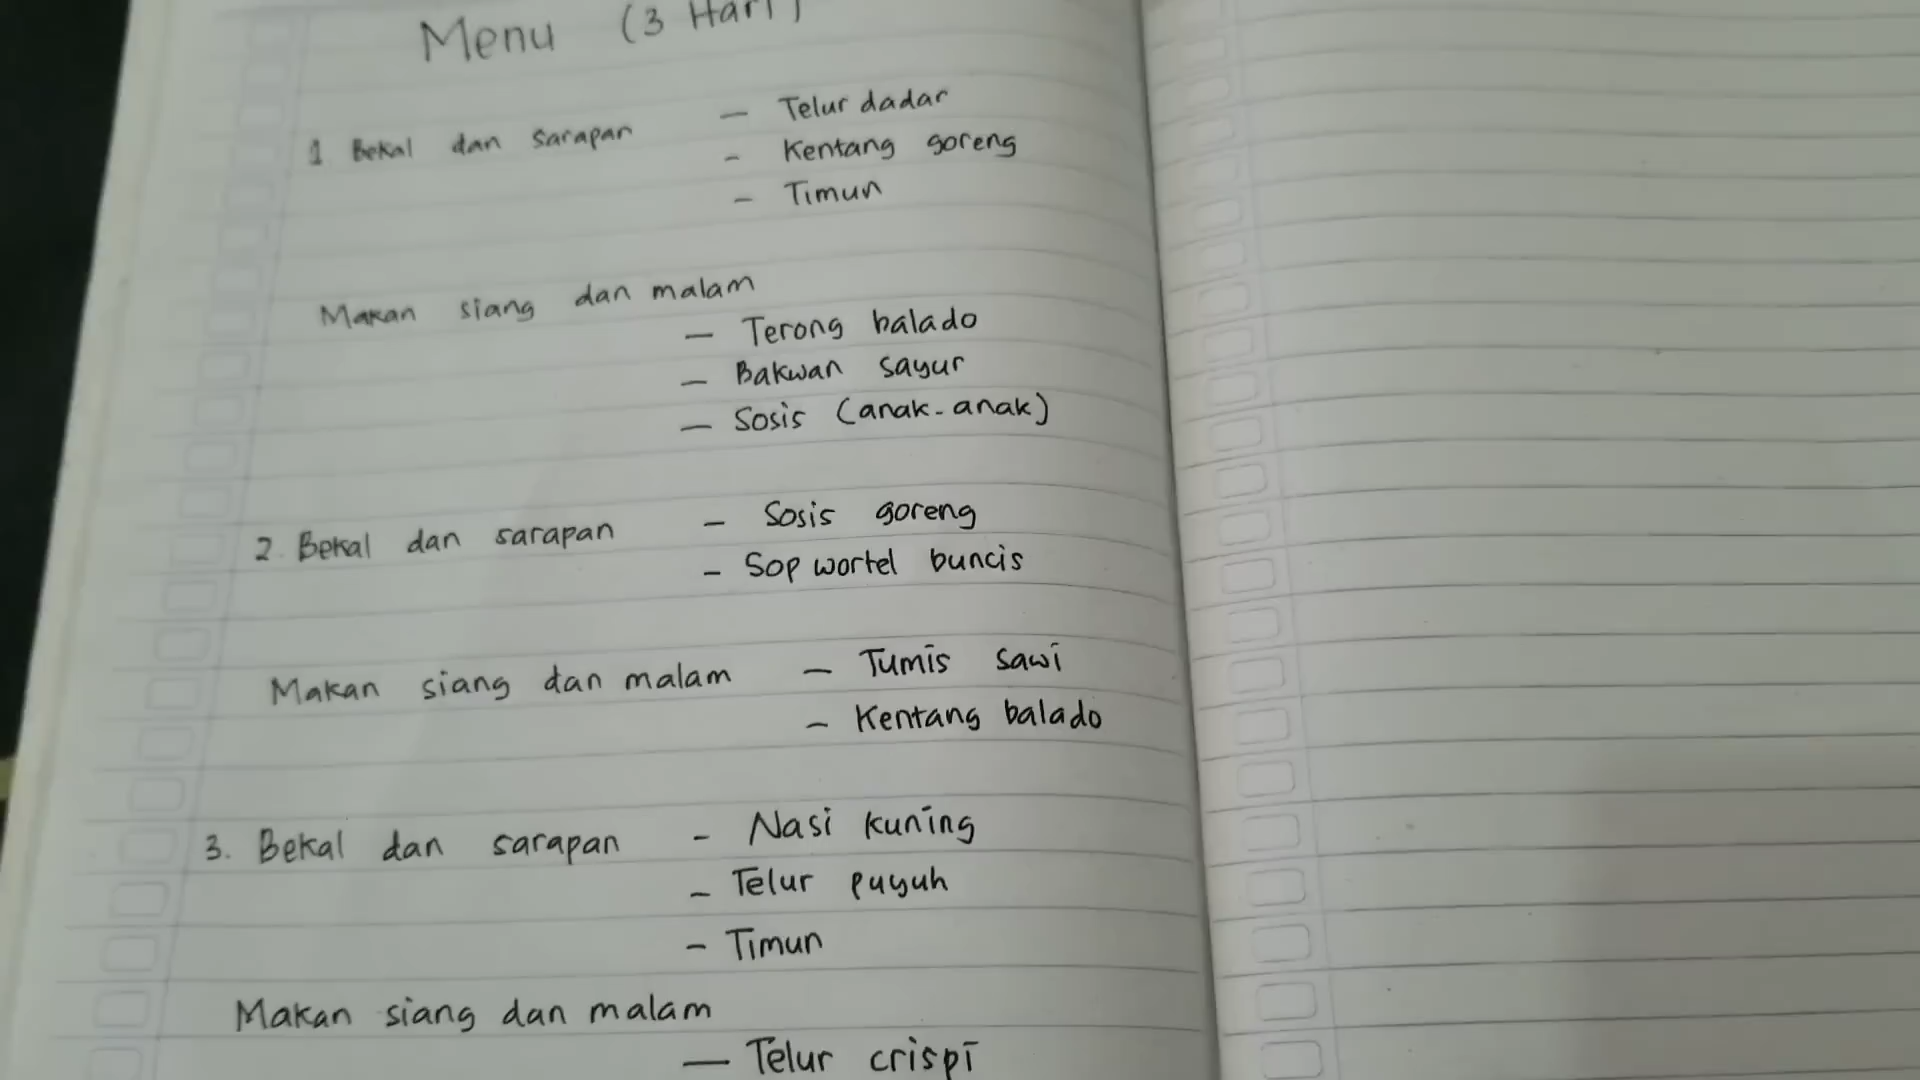 Menu (3 Hari)
1 Bekal dan sarapan — Telur dadar
- Kentang goreng
- Timun
Makan siang dan malam
— Terong balado
— Bakwan sayur
— Sosis (anak-anak)
2. Bekal dan sarapan - Sosis goreng
- Sop wortel buncis
Makan siang dan malam — Tumis sawi
- Kentang balado
3. Bekal dan sarapan - Nasi kuning
- Telur puyuh
- Timun
Makan siang dan malam
— Telur crispi